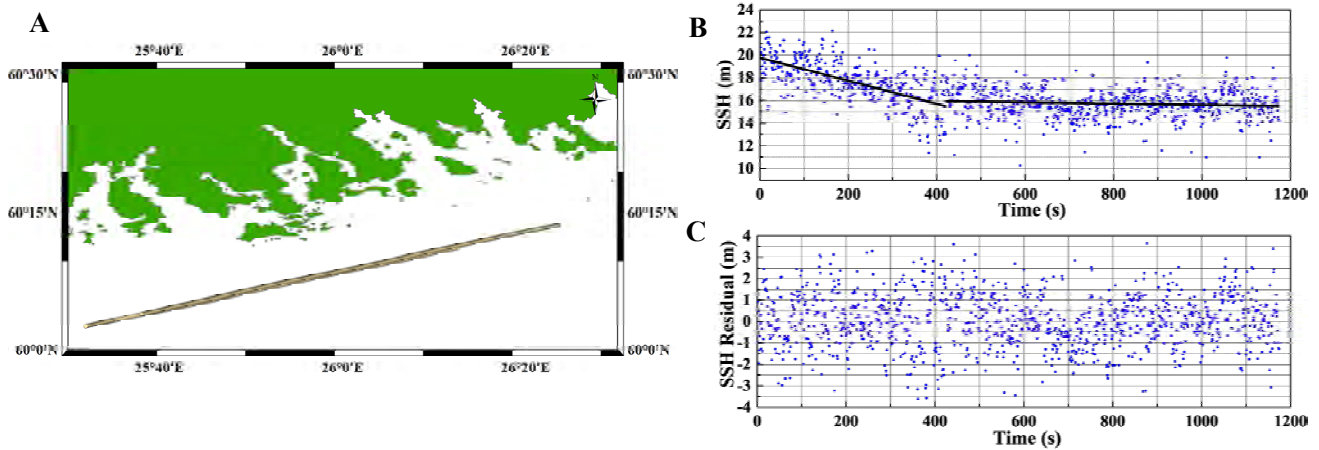 A
25°40'E 26°0'E 26°20'E
60°30'N 60°30'N
N
60°15'N 60°15'N
60°0'N 60°0'N
25°40'E 26°0'E 26°20'E
B
SSH (m)
24
22
20
18
16
14
12
10
0 200 400 600 800 1000 1200
Time (s)
C
SSH Residual (m)
4
3
2
1
0
-1
-2
-3
-4
0 200 400 600 800 1000 1200
Time (s)